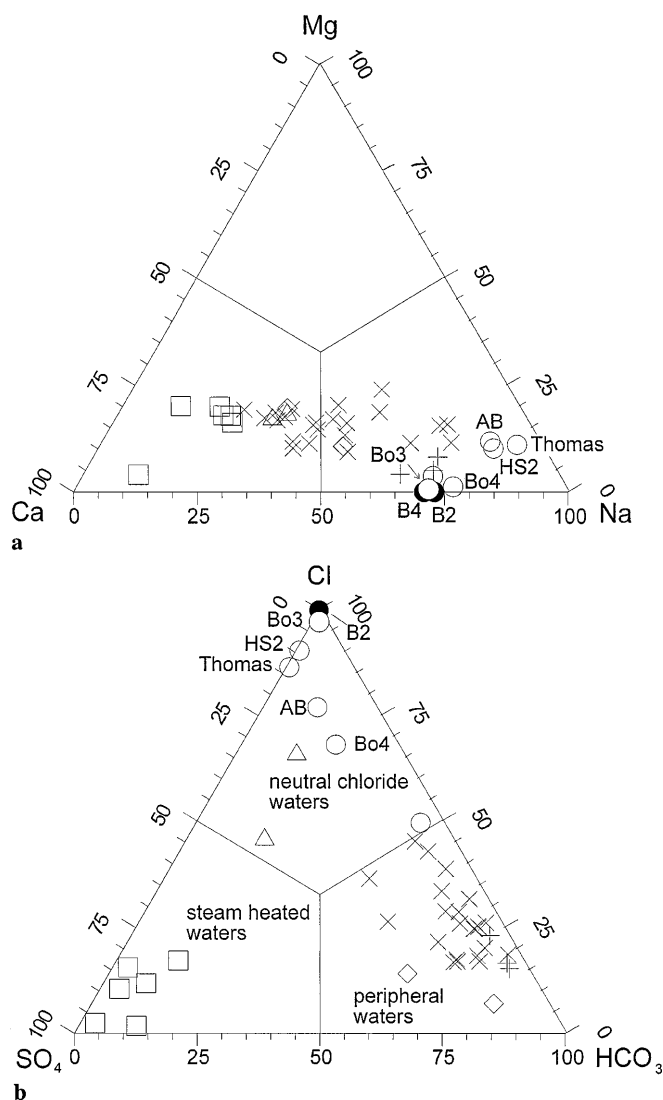 Mg
0 100
25 75
50 50
75 25
AB
Thomas
HS2
Bo3
Bo4
100 0
B4 B2
Ca 0 50 100 Na
a
Cl
0 100
Bo3 B2
HS2
Thomas
25 75
AB
Bo4
neutral chloride
waters
50 50
steam heated
waters
75 25
peripheral
waters
100 0
SO4 0 25 50 75 100 HCO3
b